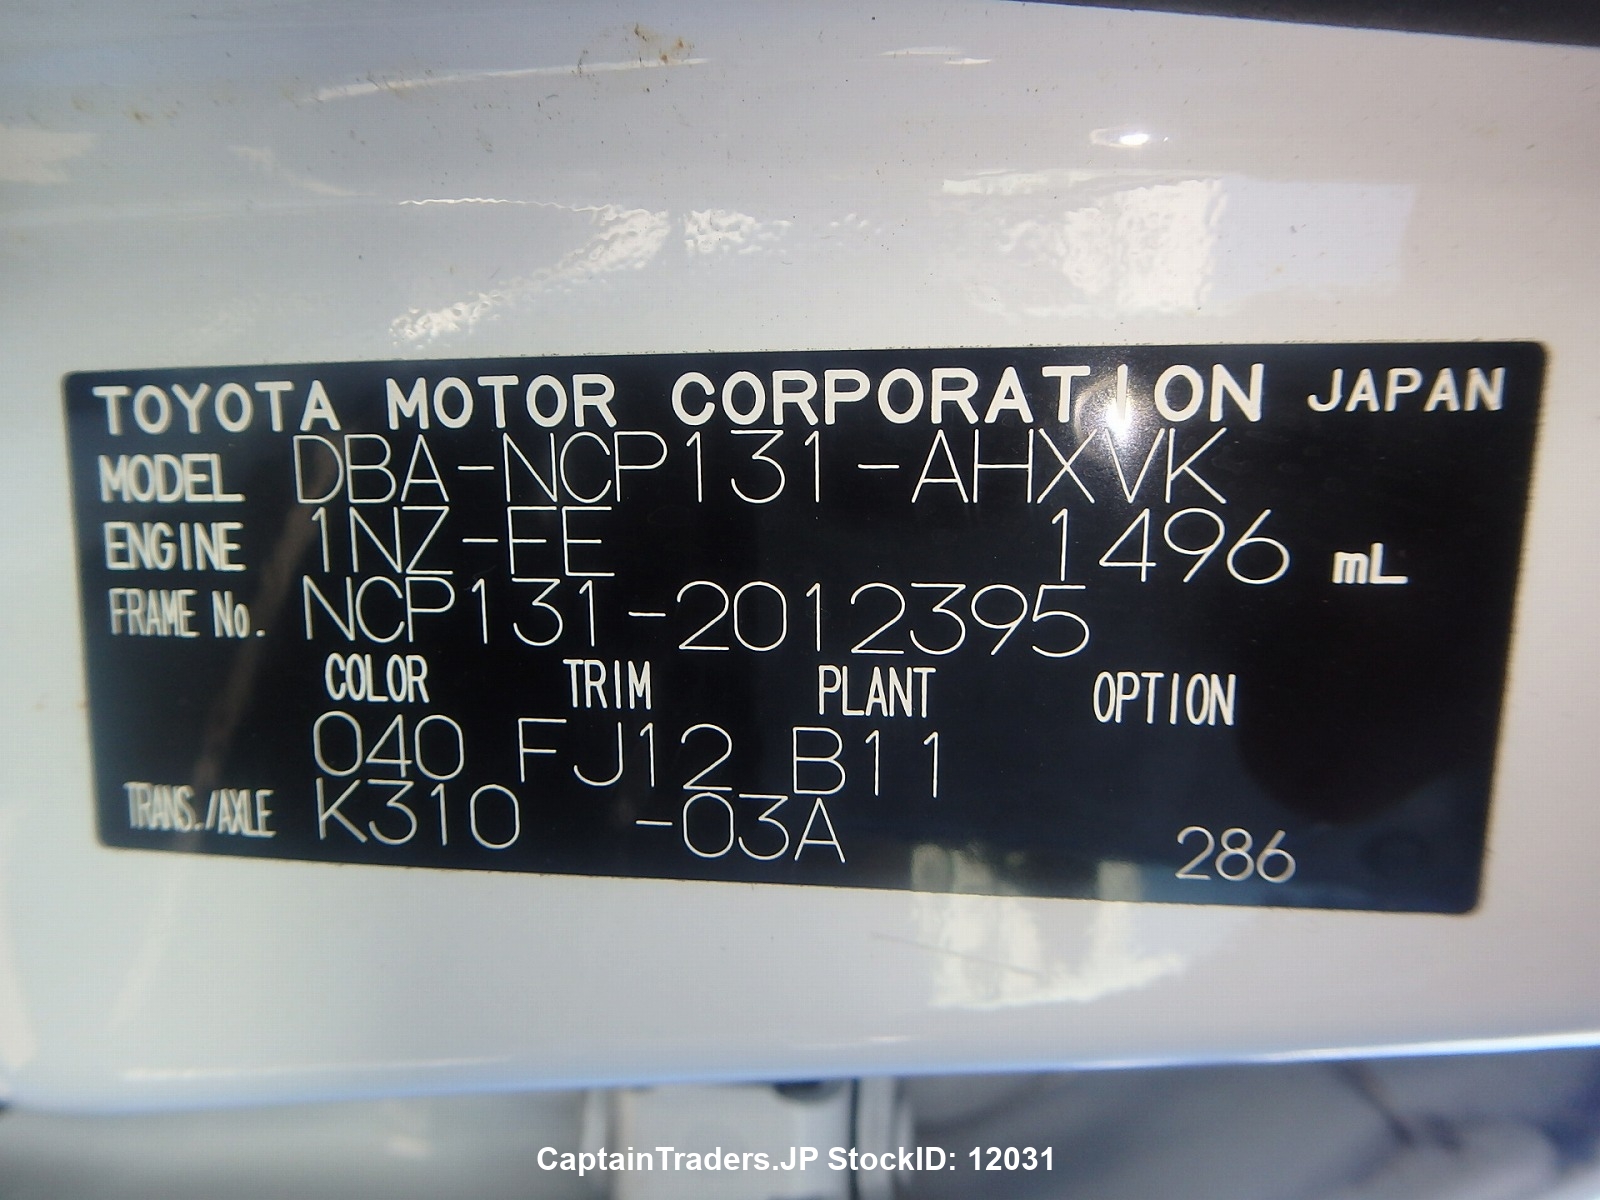 TOYOTA MOTOR CORPORATION JAPAN
MODEL DBA-NCP131-AHXVK
ENGINE 1NZ-FE 1496 mL
FRAME No. NCP131-2012395
COLOR TRIM PLANT OPTION
040 FJ12 B11
TRANS./AXLE K310 -03A 286
CaptainTraders.JP StockID: 12031